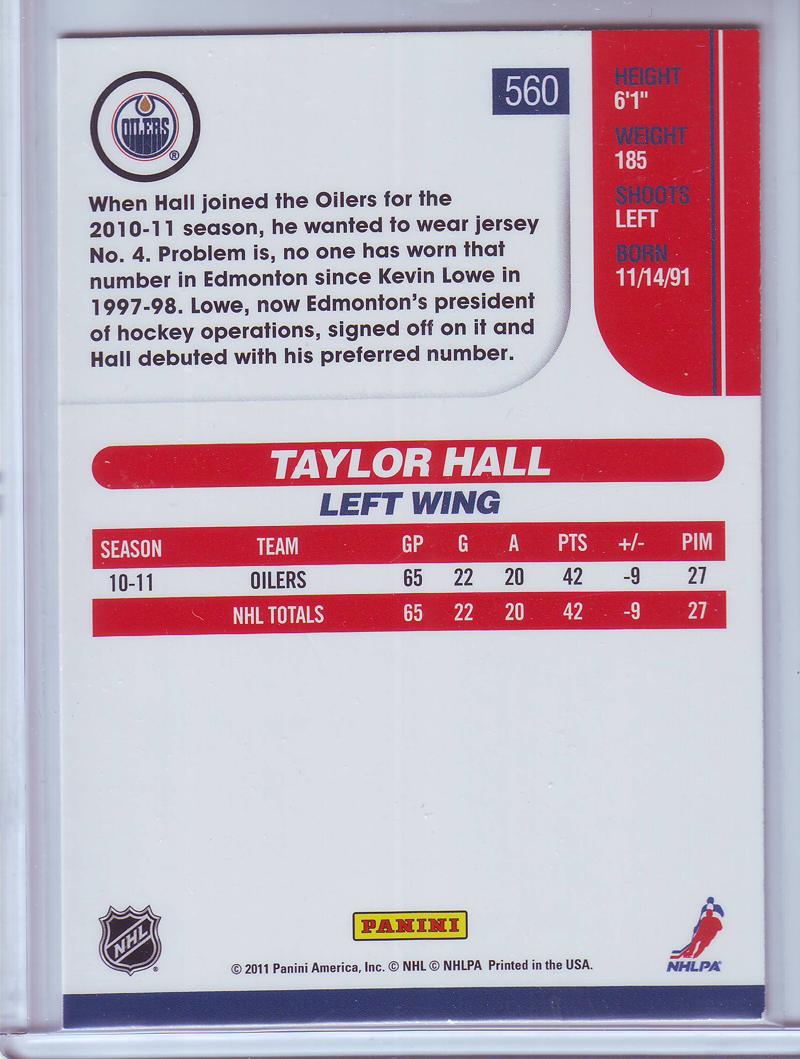 OILERS
®
560
When Hall joined the Oilers for the
2010-11 season, he wanted to wear jersey
No. 4. Problem is, no one has worn that
number in Edmonton since Kevin Lowe in
1997-98. Lowe, now Edmonton's president
of hockey operations, signed off on it and
Hall debuted with his preferred number.
HEIGHT
6'1"
WEIGHT
185
SHOOTS
LEFT
BORN
11/14/91
TAYLOR HALL
LEFT WING
SEASON TEAM GP G A PTS +/- PIM
10-11 OILERS 65 22 20 42 -9 27
NHL TOTALS 65 22 20 42 -9 27
NHL
PANINI
NHLPA
© 2011 Panini America, Inc. © NHL © NHLPA Printed in the USA.